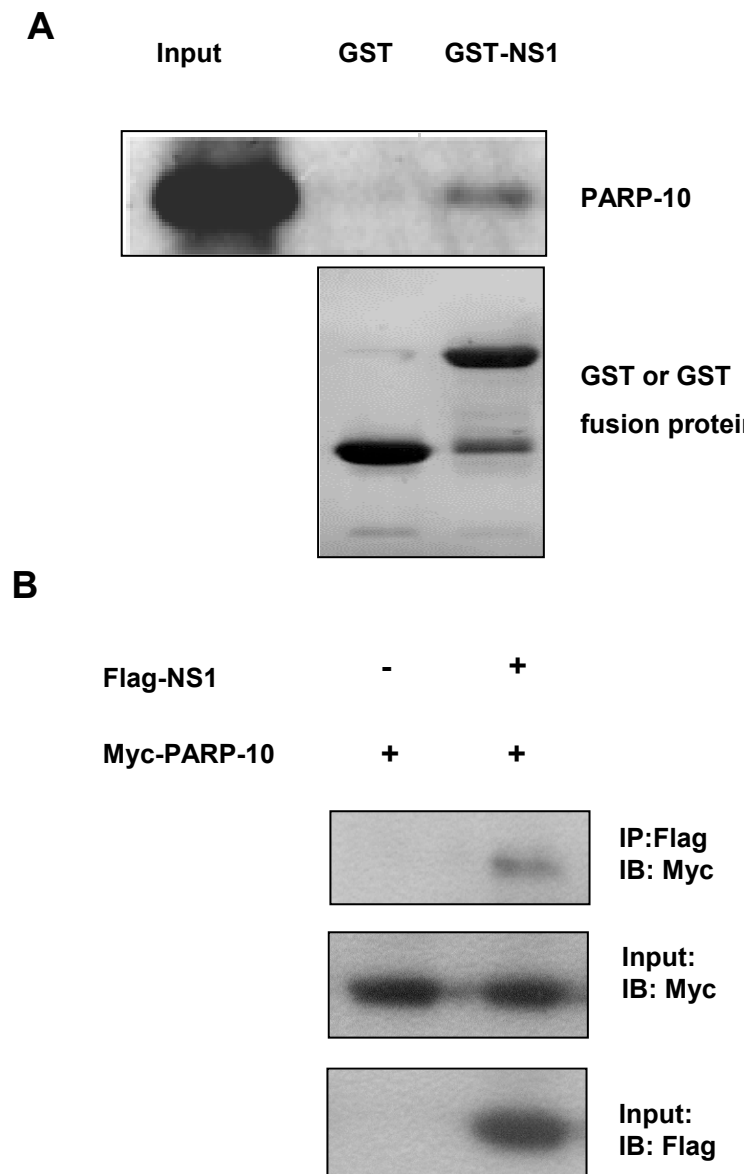 A
Input GST GST-NS1
PARP-10
GST or GST
fusion protein
B
Flag-NS1 - +
Myc-PARP-10 + +
IP:Flag
IB: Myc
Input:
IB: Myc
Input:
IB: Flag